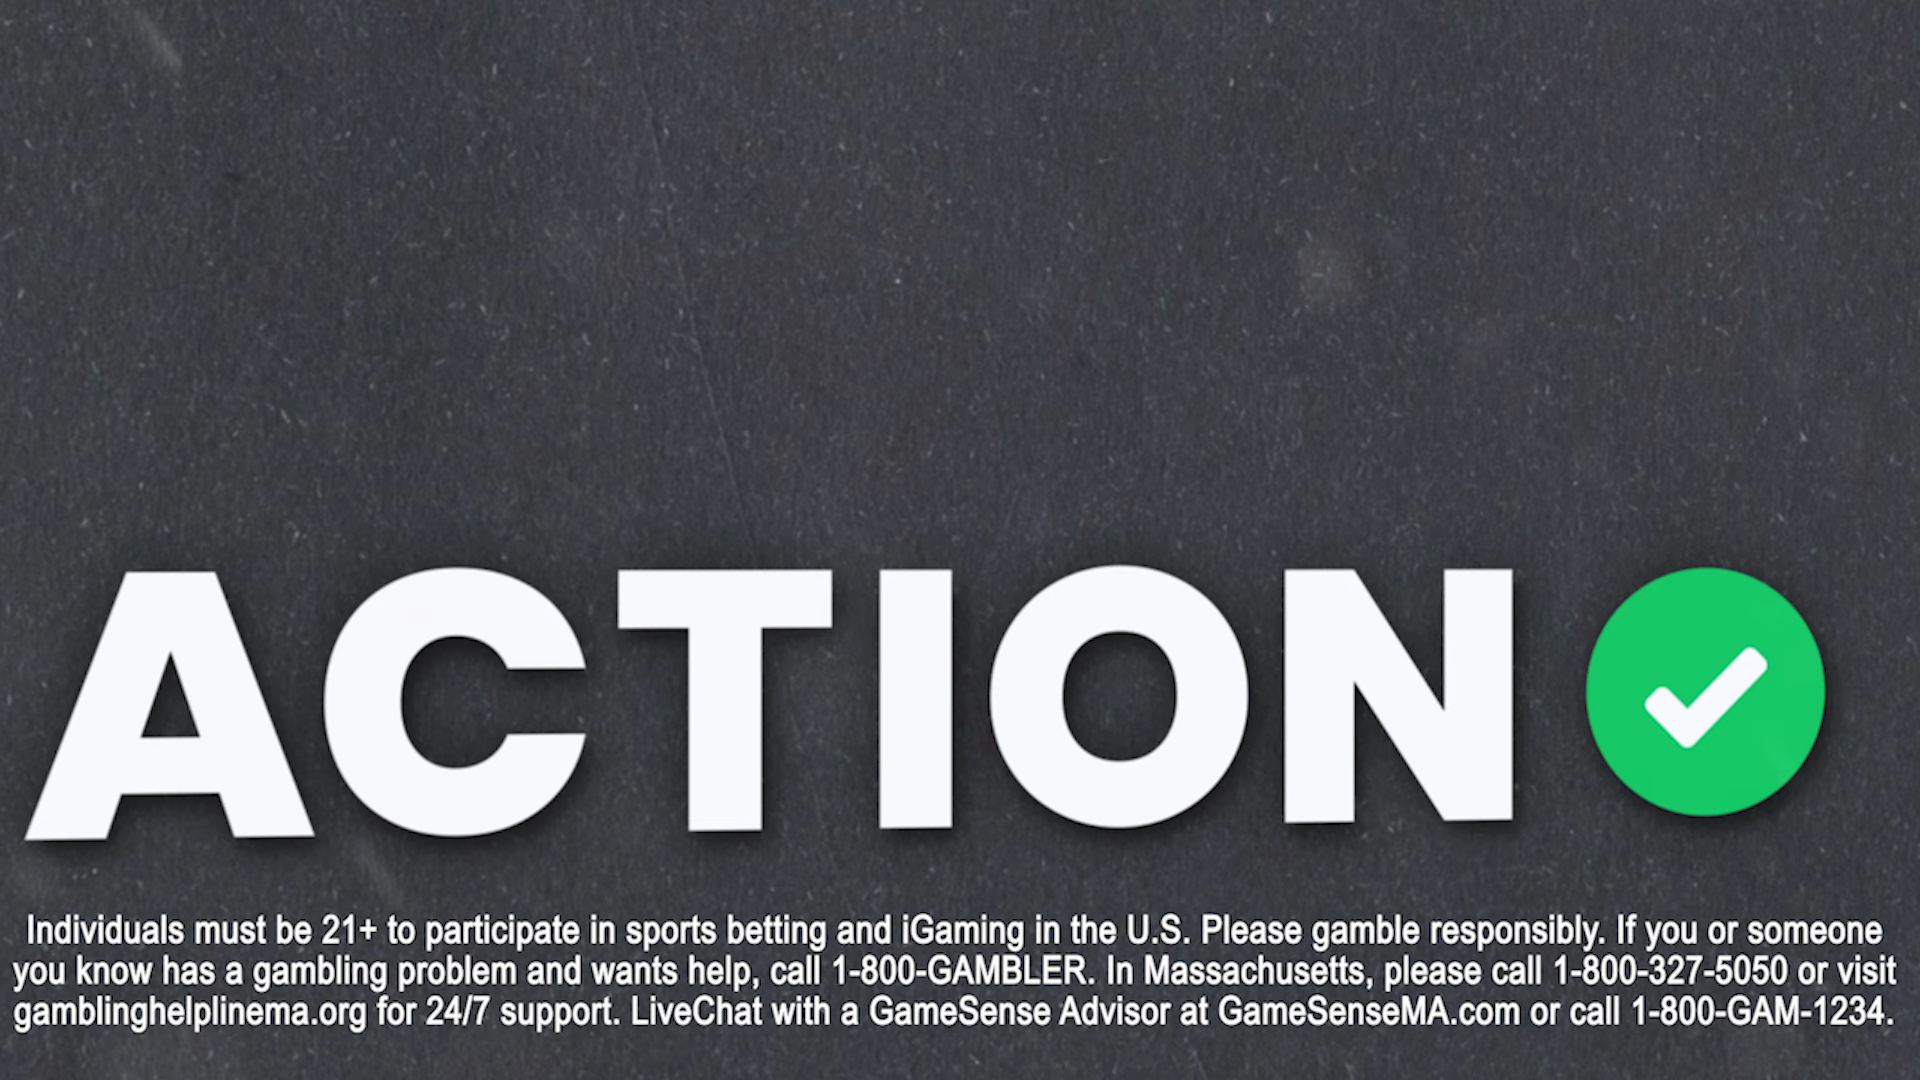 ACTION
Individuals must be 21+ to participate in sports betting and iGaming in the U.S. Please gamble responsibly. If you or someone
you know has a gambling problem and wants help, call 1-800-GAMBLER. In Massachusetts, please call 1-800-327-5050 or visit
gamblinghelplinema.org for 24/7 support. LiveChat with a GameSense Advisor at GameSenseMA.com or call 1-800-GAM-1234.